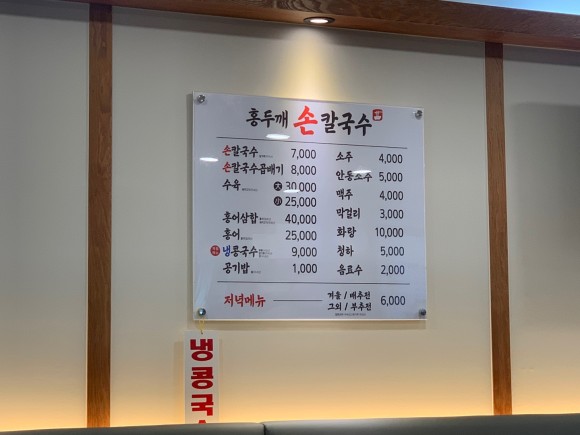 홍두깨 손칼국수
손칼국수 7,000
손칼국수곱빼기 8,000
수육 大 30,000
小 25,000
홍어삼합 40,000
홍어 25,000
냉콩국수 9,000
공기밥 1,000
소주 4,000
안동소주 5,000
맥주 4,000
막걸리 3,000
화랑 10,000
청하 5,000
음료수 2,000
저녁메뉴 겨울 / 배추전 6,000
그외 / 부추전
냉콩국